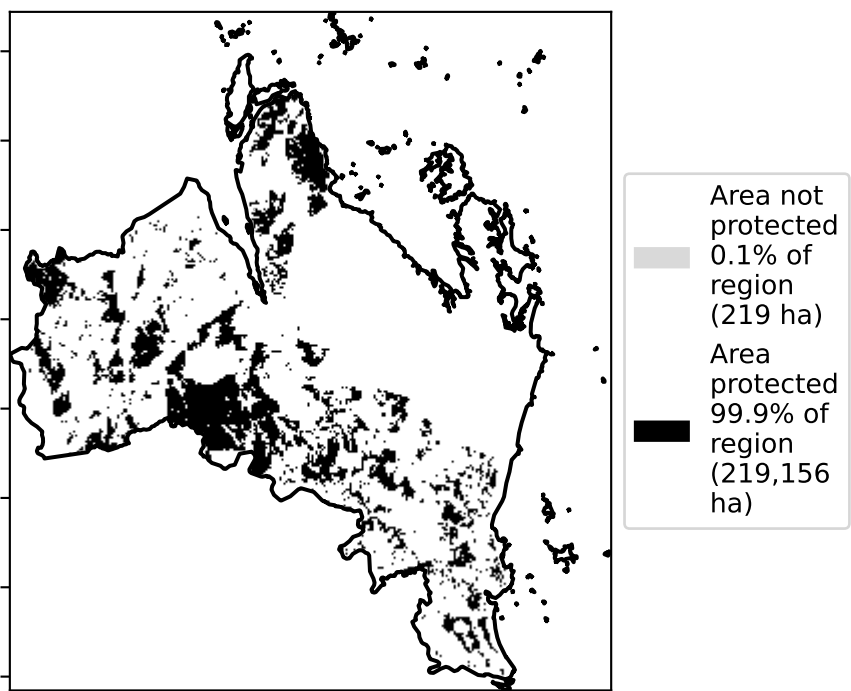 Area not
protected
0.1% of
region
(219 ha)
Area
protected
99.9% of
region
(219,156
ha)